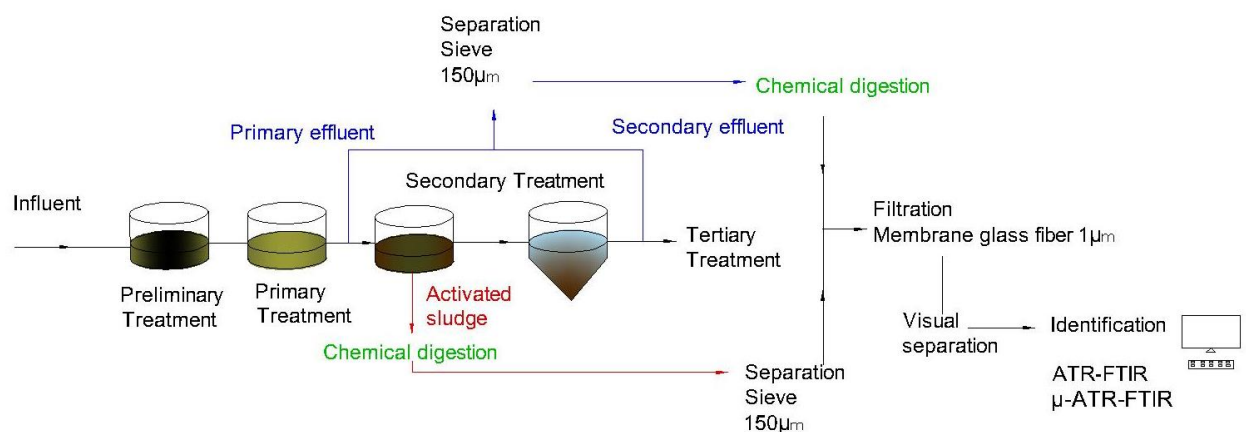 Separation
Sieve
150µm
Chemical digestion
Primary effluent
Secondary effluent
Secondary Treatment
Influent
Filtration
Membrane glass fiber 1µm
Tertiary
Treatment
Preliminary
Treatment
Primary
Treatment
Activated
sludge
Chemical digestion
Visual
separation
Identification
Separation
Sieve
150µm
ATR-FTIR
µ-ATR-FTIR